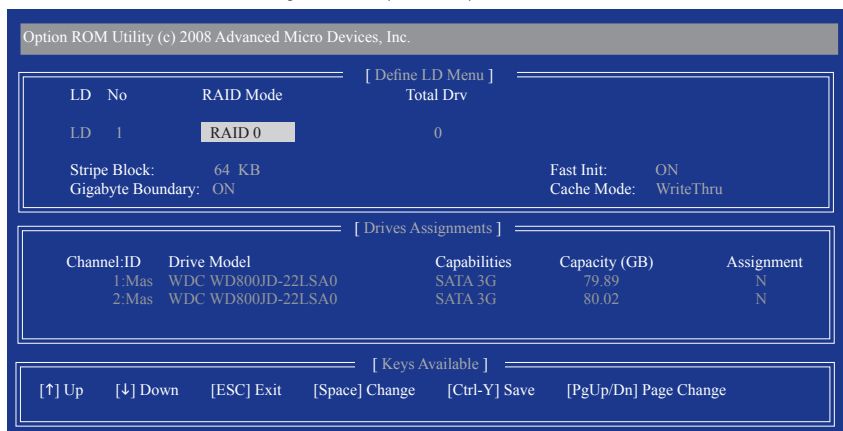 Option ROM Utility (c) 2008 Advanced Micro Devices, Inc.
[ Define LD Menu ]
LD No RAID Mode Total Drv
LD 1 RAID 0 0
Stripe Block: 64 KB Fast Init: ON
Gigabyte Boundary: ON Cache Mode: WriteThru
[ Drives Assignments ]
Channel:ID Drive Model Capabilities Capacity (GB) Assignment
1:Mas WDC WD800JD-22LSA0 SATA 3G 79.89 N
2:Mas WDC WD800JD-22LSA0 SATA 3G 80.02 N
[ Keys Available ]
[↑] Up [↓] Down [ESC] Exit [Space] Change [Ctrl-Y] Save [PgUp/Dn] Page Change